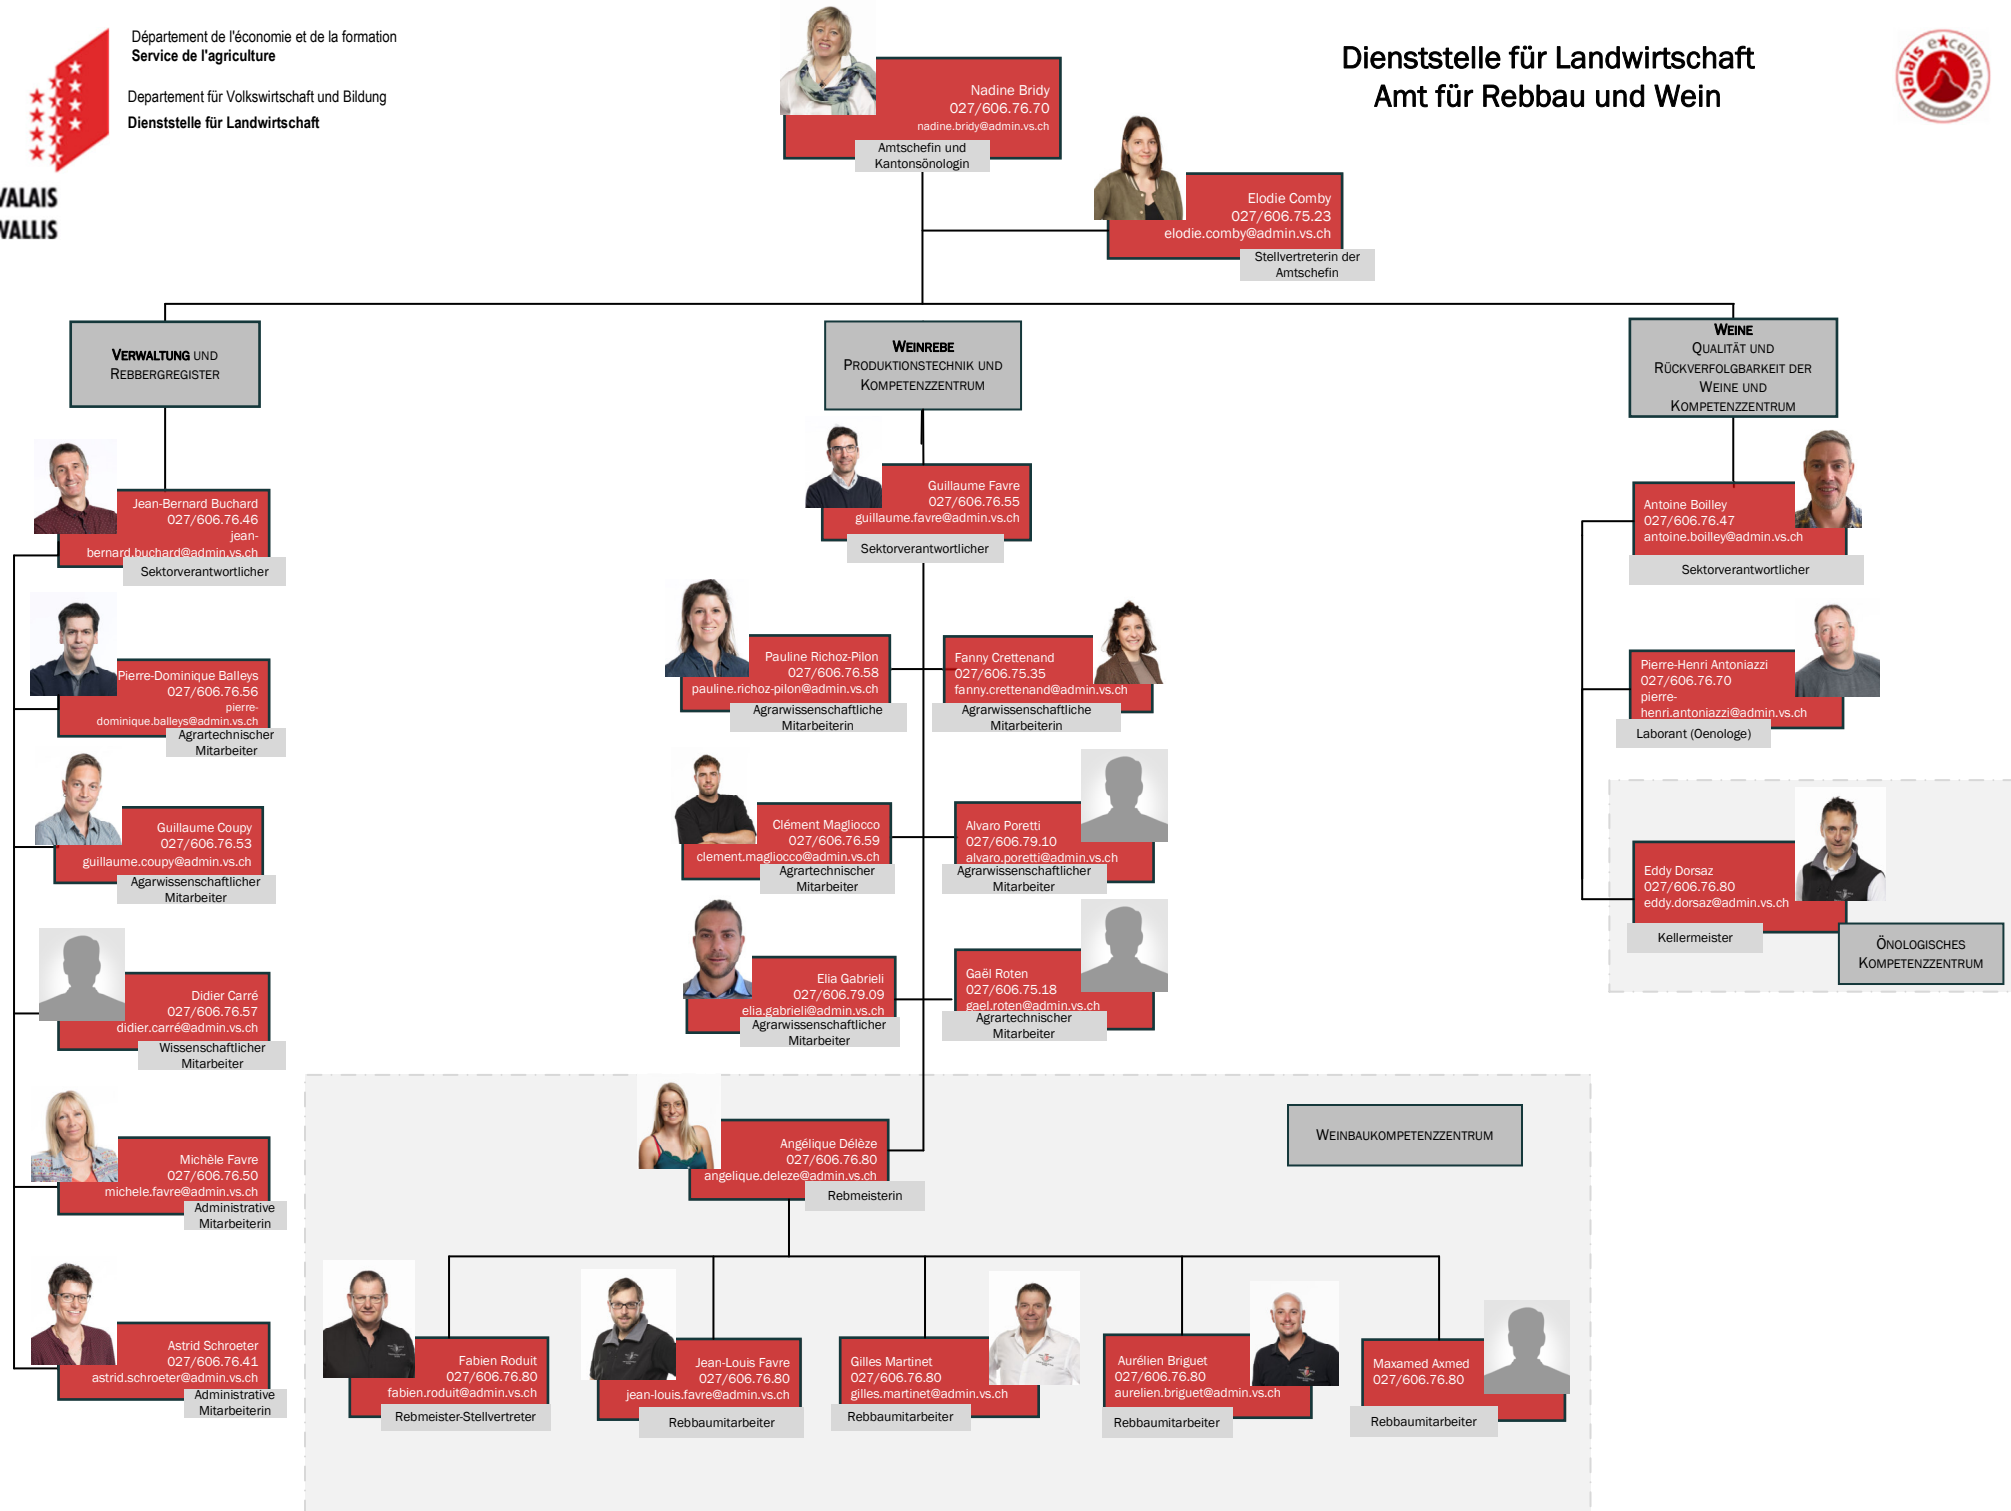 Département de l'économie et de la formation
Service de l'agriculture
Departement für Volkswirtschaft und Bildung
Dienststelle für Landwirtschaft
VALAIS
WALLIS
Dienststelle für Landwirtschaft
Amt für Rebbau und Wein
Valais excellence
Nadine Bridy
027/606.76.70
nadine.bridy@admin.vs.ch
Amtschefin und
Kantonsönologin
Elodie Comby
027/606.75.23
elodie.comby@admin.vs.ch
Stellvertreterin der
Amtschefin
VERWALTUNG UND
REBBERGREGISTER
Jean-Bernard Buchard
027/606.76.46
jean-
bernard.buchard@admin.vs.ch
Sektorverantwortlicher
Pierre-Dominique Balleys
027/606.76.56
pierre-
dominique.balleys@admin.vs.ch
Agrartechnischer
Mitarbeiter
Guillaume Coupy
027/606.76.53
guillaume.coupy@admin.vs.ch
Agarwissenschaftlicher
Mitarbeiter
Didier Carré
027/606.76.57
didier.carré@admin.vs.ch
Wissenschaftlicher
Mitarbeiter
Michèle Favre
027/606.76.50
michele.favre@admin.vs.ch
Administrative
Mitarbeiterin
Astrid Schroeter
027/606.76.41
astrid.schroeter@admin.vs.ch
Administrative
Mitarbeiterin
WEINREBE
PRODUKTIONSTECHNIK UND
KOMPETENZZENTRUM
Guillaume Favre
027/606.76.55
guillaume.favre@admin.vs.ch
Sektorverantwortlicher
Pauline Richoz-Pilon
027/606.76.58
pauline.richoz-pilon@admin.vs.ch
Agrarwissenschaftliche
Mitarbeiterin
Fanny Crettenand
027/606.75.35
fanny.crettenand@admin.vs.ch
Agrarwissenschaftliche
Mitarbeiterin
Clément Magliocco
027/606.76.59
clement.magliocco@admin.vs.ch
Agrartechnischer
Mitarbeiter
Alvaro Poretti
027/606.79.10
alvaro.poretti@admin.vs.ch
Agrarwissenschaftlicher
Mitarbeiter
Elia Gabrieli
027/606.79.09
elia.gabrieli@admin.vs.ch
Agrarwissenschaftlicher
Mitarbeiter
Gaël Roten
027/606.75.18
gael.roten@admin.vs.ch
Agrartechnischer
Mitarbeiter
WEINBAUKOMPETENZZENTRUM
Angélique Délèze
027/606.76.80
angelique.deleze@admin.vs.ch
Rebmeisterin
Fabien Roduit
027/606.76.80
fabien.roduit@admin.vs.ch
Rebmeister-Stellvertreter
Jean-Louis Favre
027/606.76.80
jean-louis.favre@admin.vs.ch
Rebbaumitarbeiter
Gilles Martinet
027/606.76.80
gilles.martinet@admin.vs.ch
Rebbaumitarbeiter
Aurélien Briguet
027/606.76.80
aurelien.briguet@admin.vs.ch
Rebbaumitarbeiter
Maxamed Axmed
027/606.76.80
Rebbaumitarbeiter
WEINE
QUALITÄT UND
RÜCKVERFOLGBARKEIT DER
WEINE UND
KOMPETENZZENTRUM
Antoine Boilley
027/606.76.47
antoine.boilley@admin.vs.ch
Sektorverantwortlicher
Pierre-Henri Antoniazzi
027/606.76.70
pierre-
henri.antoniazzi@admin.vs.ch
Laborant (Oenologe)
Eddy Dorsaz
027/606.76.80
eddy.dorsaz@admin.vs.ch
Kellermeister
ÖNOLOGISCHES
KOMPETENZZENTRUM